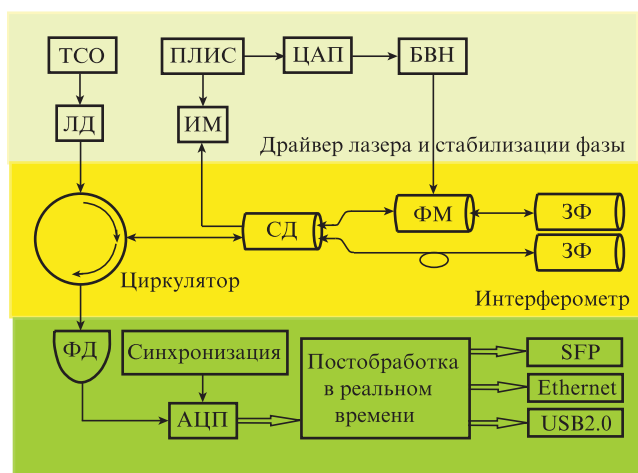 ТСО
ПЛИС
ЦАП
БВН
ЛД
ИМ
Драйвер лазера и стабилизации фазы
СД
ФМ
ЗФ
ЗФ
Циркулятор
Интерферометр
ФД
Синхронизация
АЦП
Постобработка
в реальном
времени
SFP
Ethernet
USB2.0